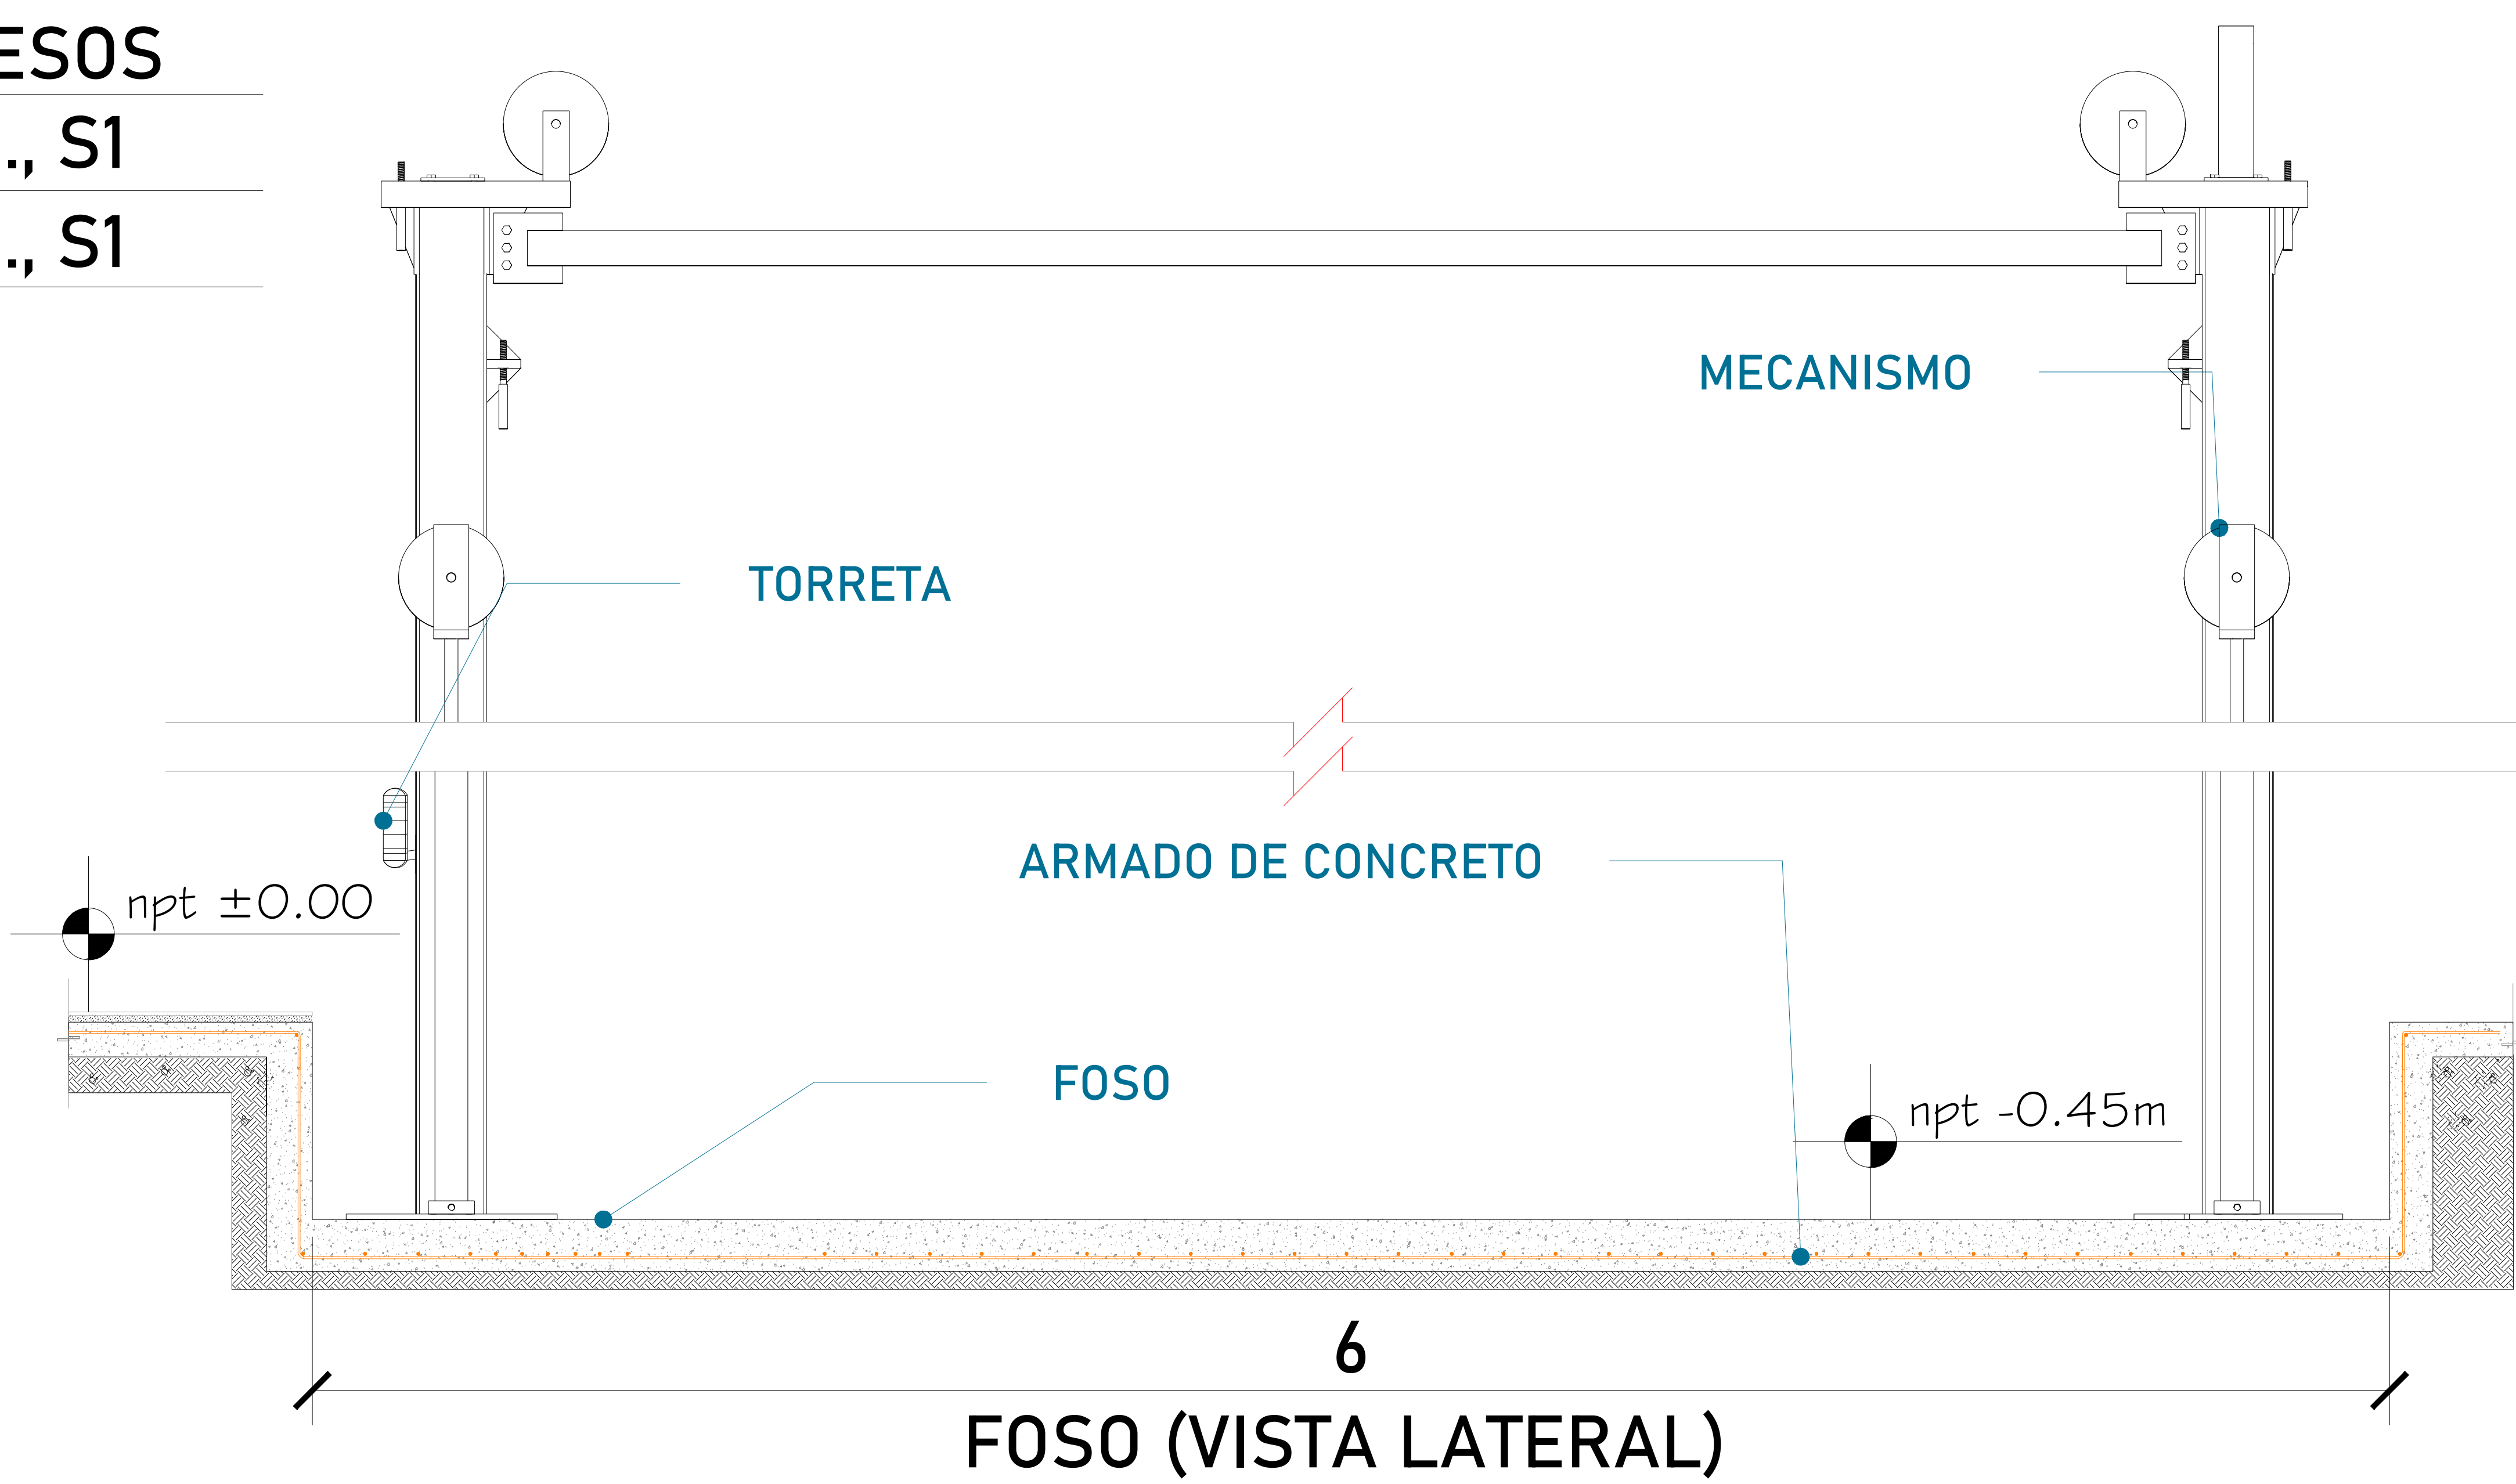 ESOS
., S1
., S1
MECANISMO
TORRETA
ARMADO DE CONCRETO
npt ±0.00
FOSO
npt -0.45m
6
FOSO (VISTA LATERAL)